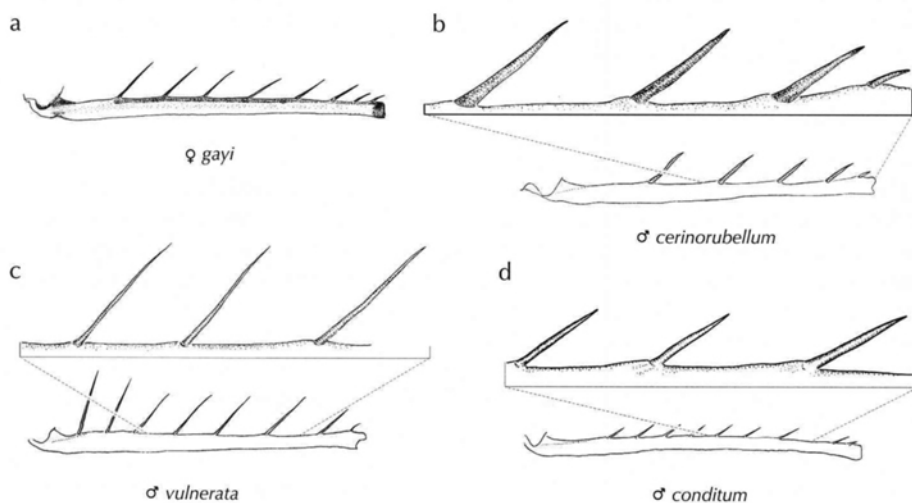 a
♀ gayi
b
♂ cerinorubellum
c
♂ vulnerata
d
♂ conditum